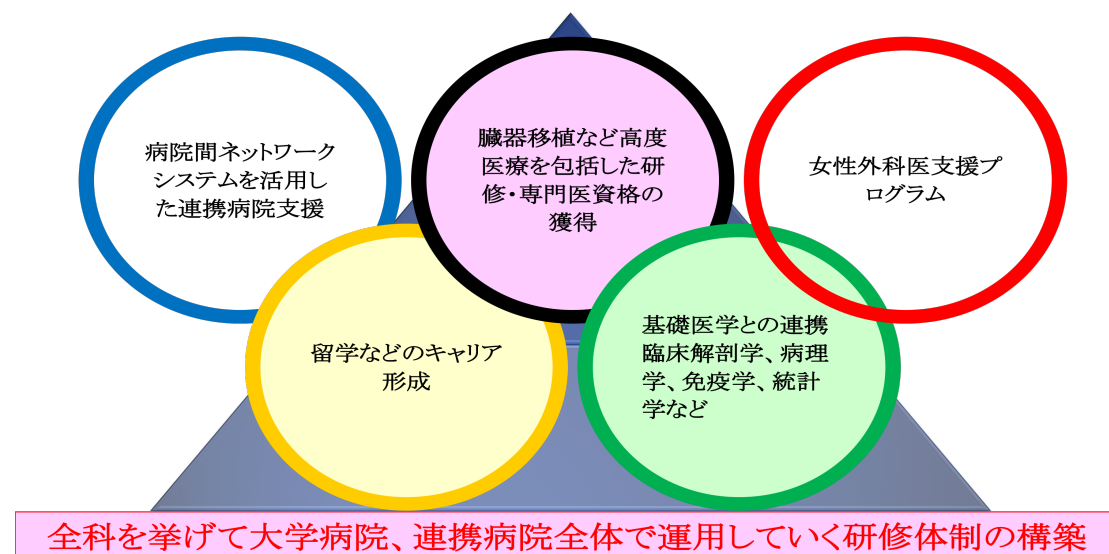 病院間ネットワーク
システムを活用し
た連携病院支援
臓器移植など高度
医療を包括した研
修・専門医資格の
獲得
女性外科医支援プ
ログラム
留学などのキャリア
形成
基礎医学との連携
臨床解剖学、病理
学、免疫学、統計
学など
全科を挙げて大学病院、連携病院全体で運用していく研修体制の構築